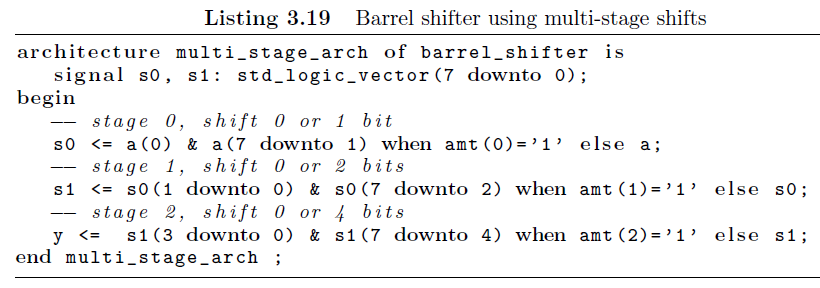 Listing 3.19 Barrel shifter using multi-stage shifts
architecture multi_stage_arch of barrel_shifter is
signal s0, s1: std_logic_vector(7 downto 0);
begin
-- stage 0, shift 0 or 1 bit
s0 <= a(0) & a(7 downto 1) when amt(0)='1' else a;
-- stage 1, shift 0 or 2 bits
s1 <= s0(1 downto 0) & s0(7 downto 2) when amt(1)='1' else s0;
-- stage 2, shift 0 or 4 bits
y <= s1(3 downto 0) & s1(7 downto 4) when amt(2)='1' else s1;
end multi_stage_arch ;